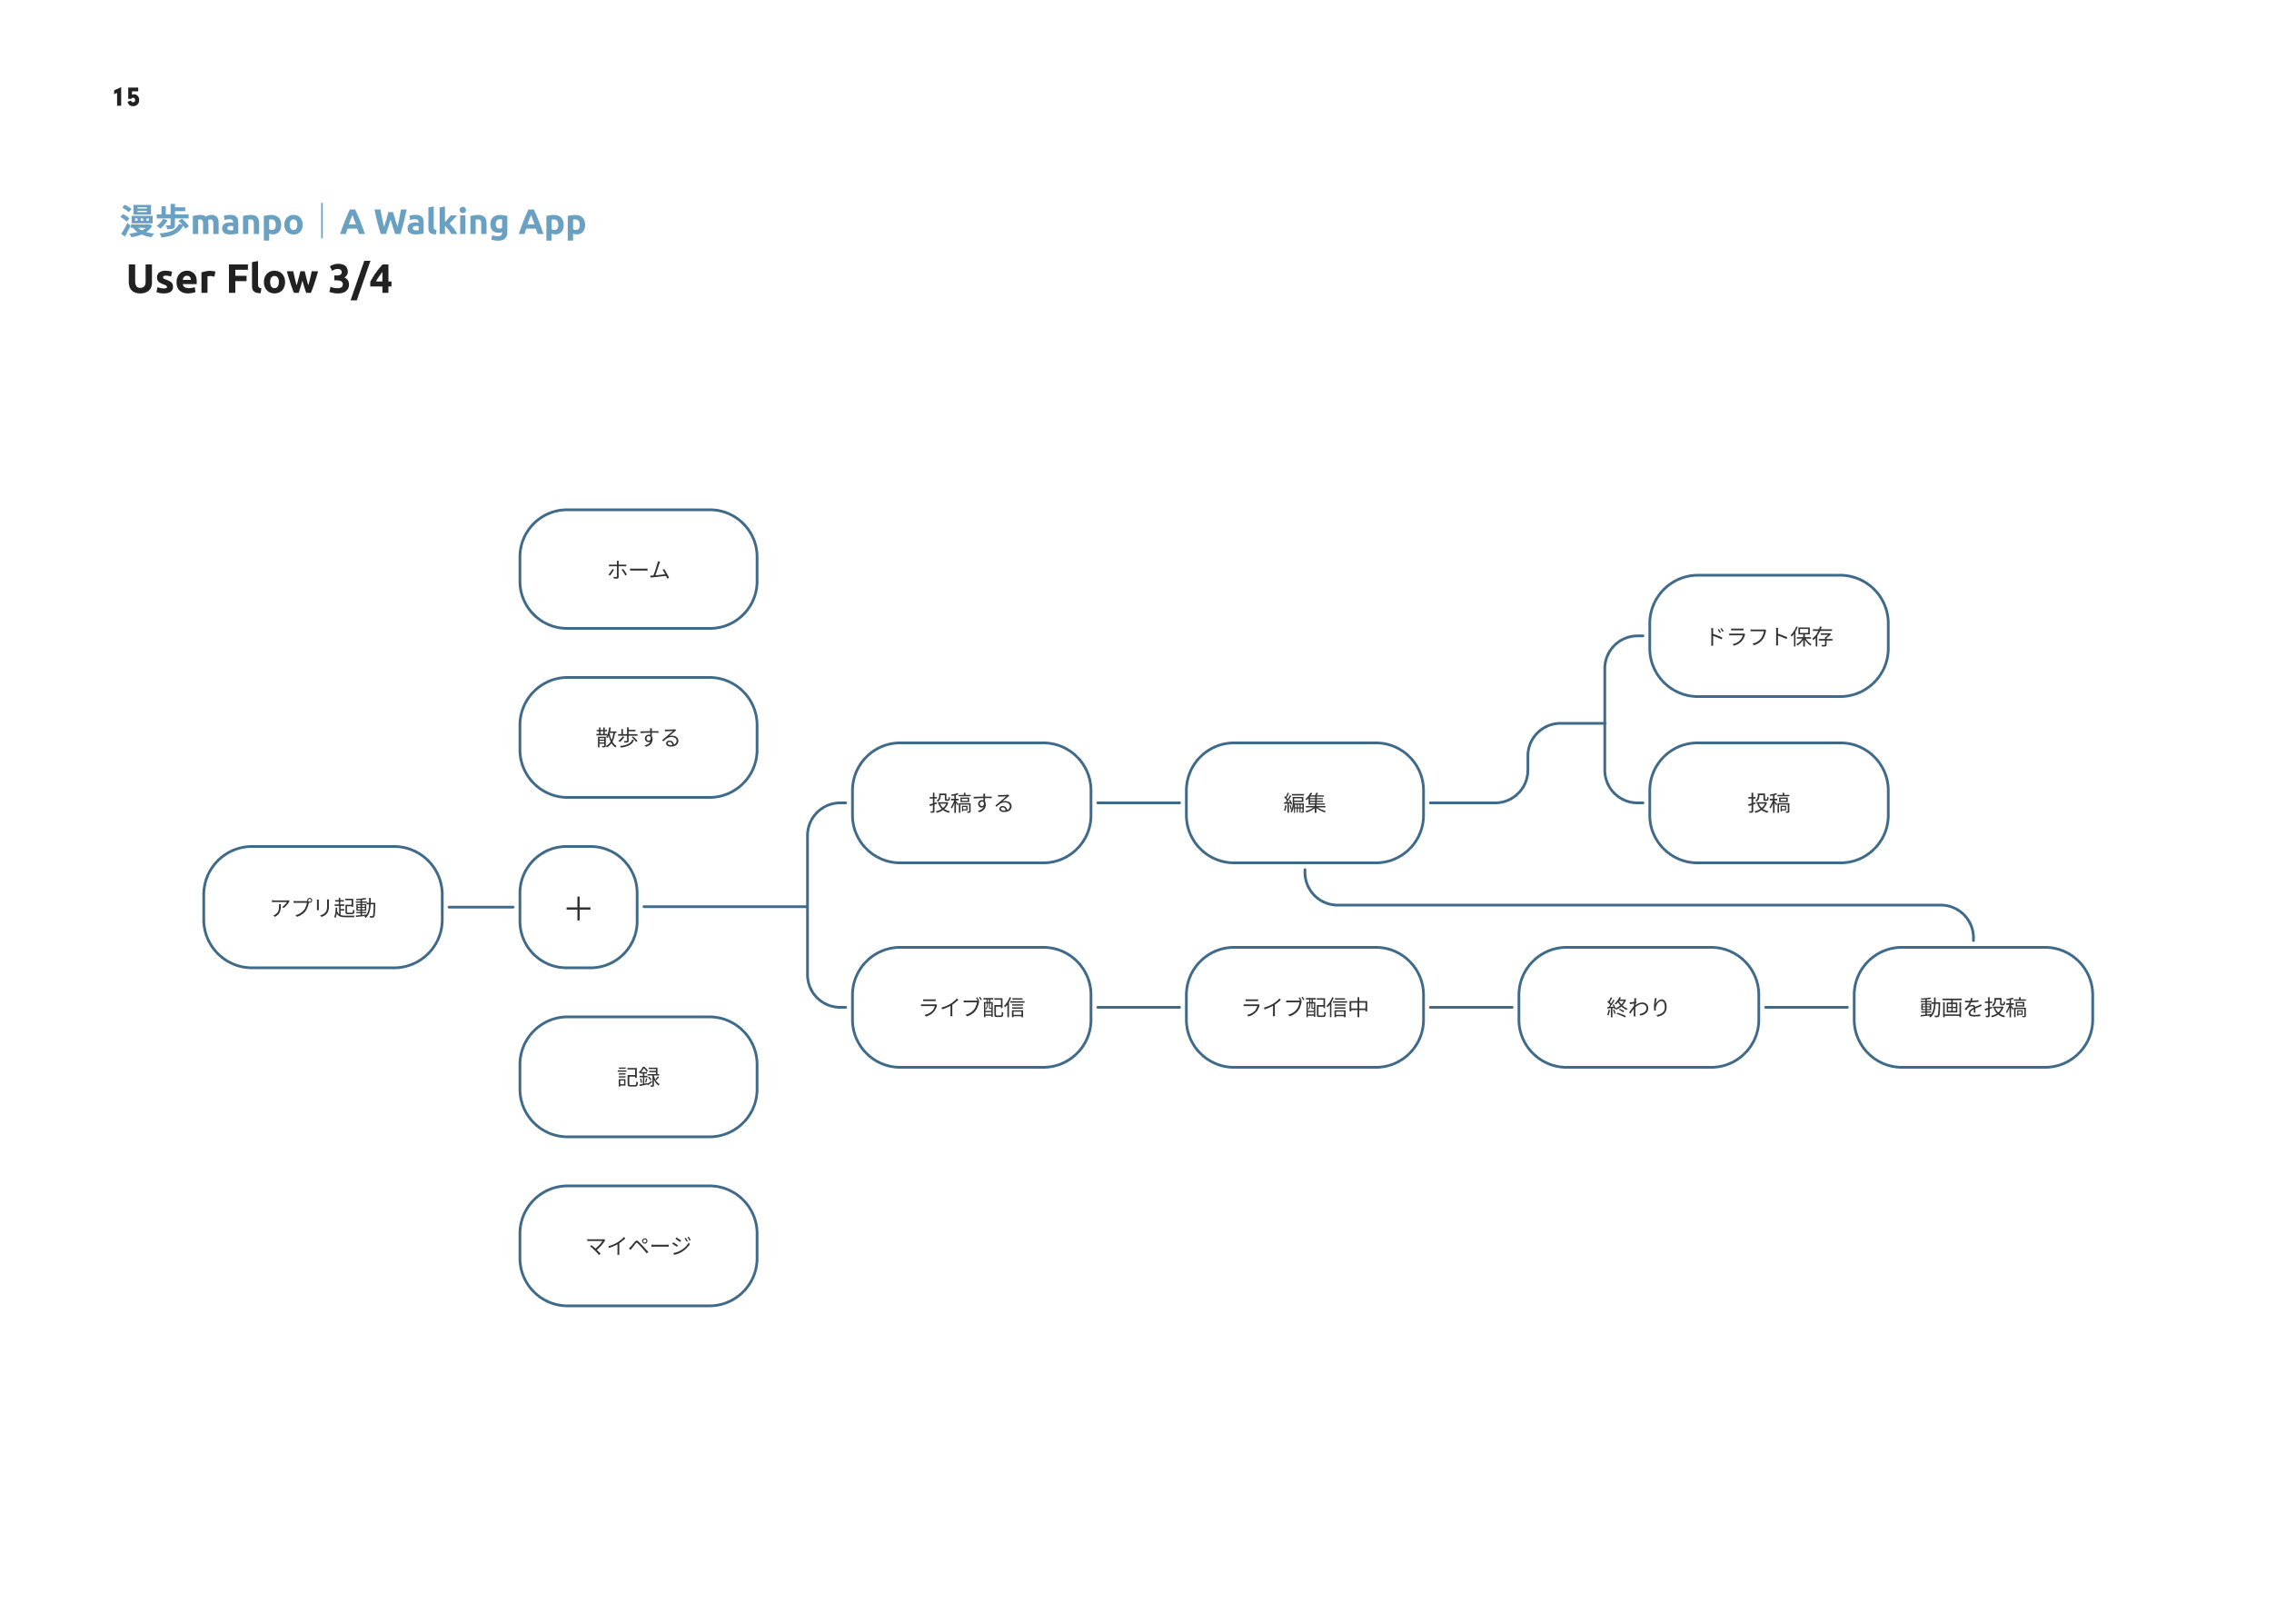 15
漫歩manpo | A Walking App
User Flow 3/4
ホーム
散歩する
アプリ起動
+
記録
マイページ
投稿する
編集
ドラフト保存
投稿
ライブ配信
ライブ配信中
終わり
動画を投稿